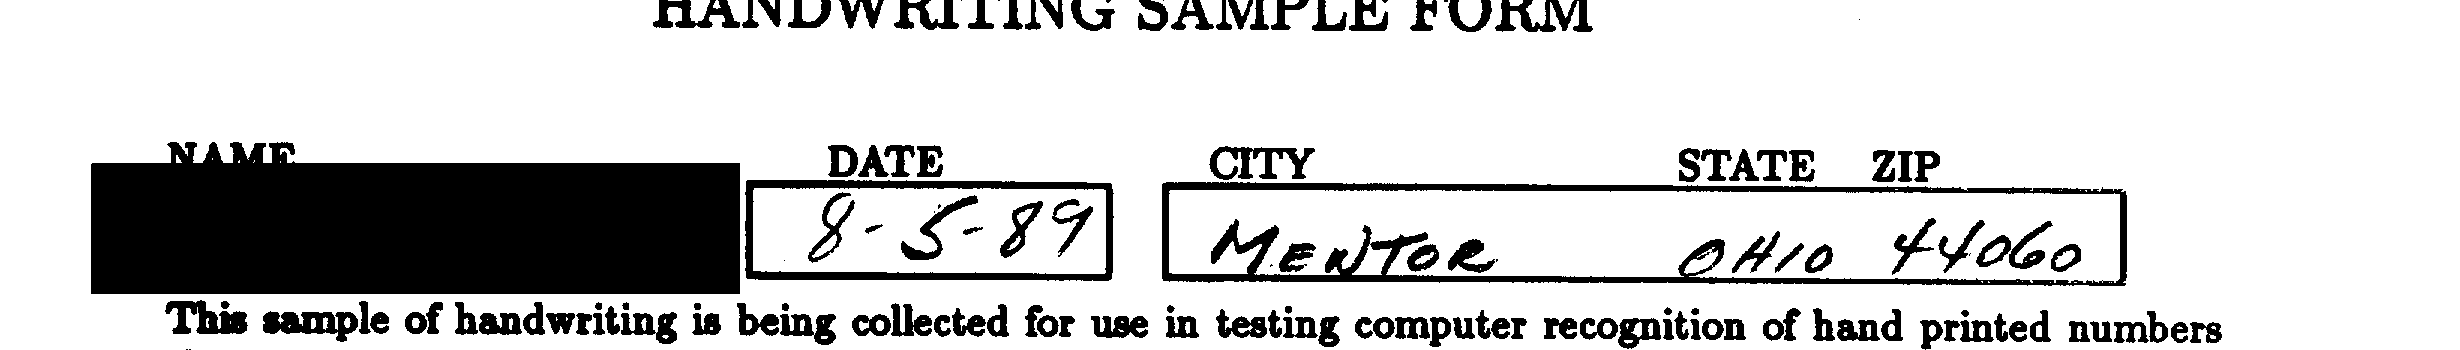 HANDWRITING SAMPLE FORM
NAME DATE CITY STATE ZIP
8-5-89 MENTOR OHIO 44060
This sample of handwriting is being collected for use in testing computer recognition of hand printed numbers